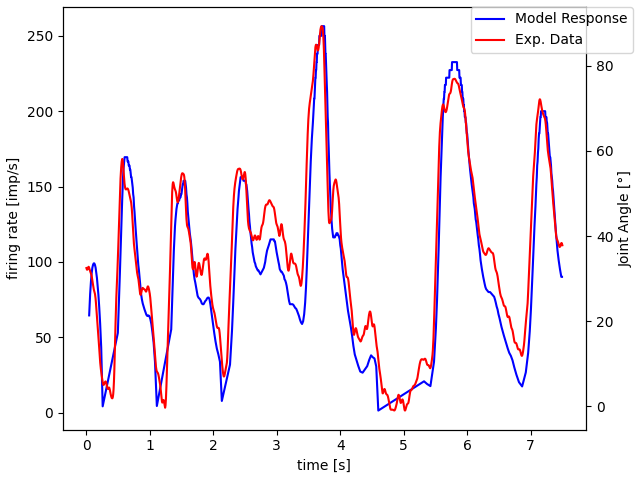 Model Response
Exp. Data
firing rate [imp/s]
250
200
150
100
50
0
80
60
40
20
0
Joint Angle [°]
0 1 2 3 4 5 6 7
time [s]